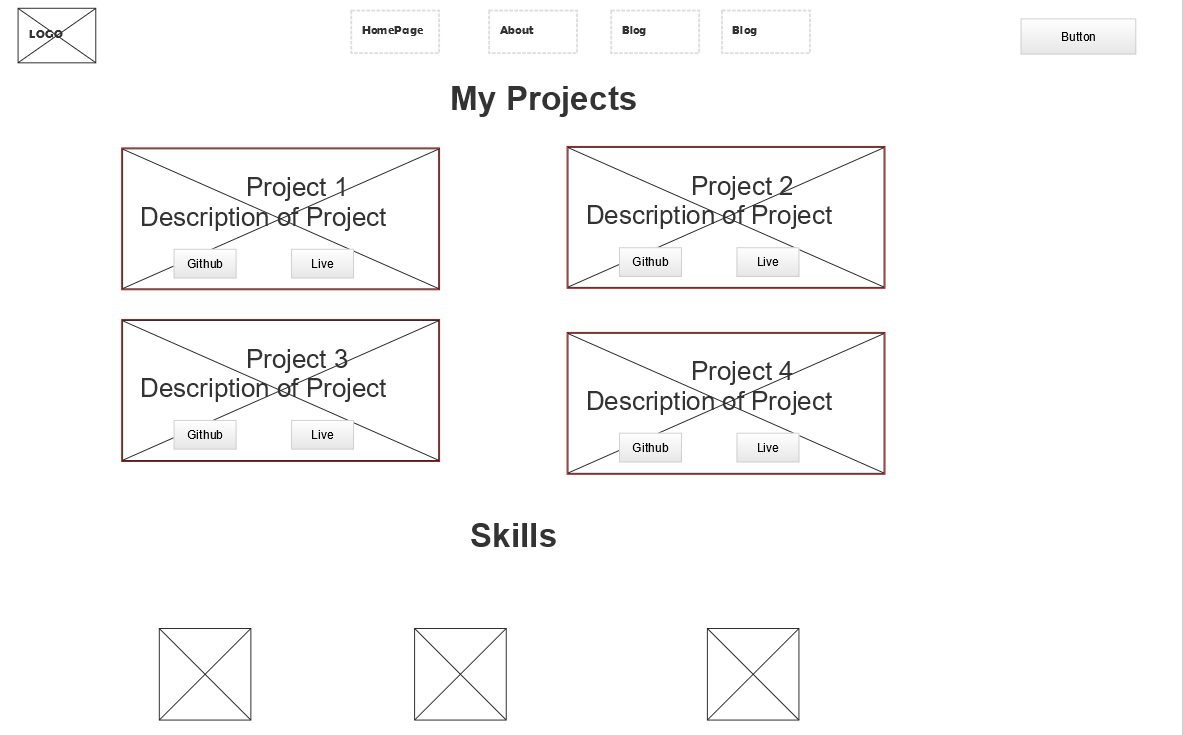 LOGO
HomePage
About
Blog
Blog
Button
My Projects
Project 1
Description of Project
Github
Live
Project 2
Description of Project
Github
Live
Project 3
Description of Project
Github
Live
Project 4
Description of Project
Github
Live
Skills